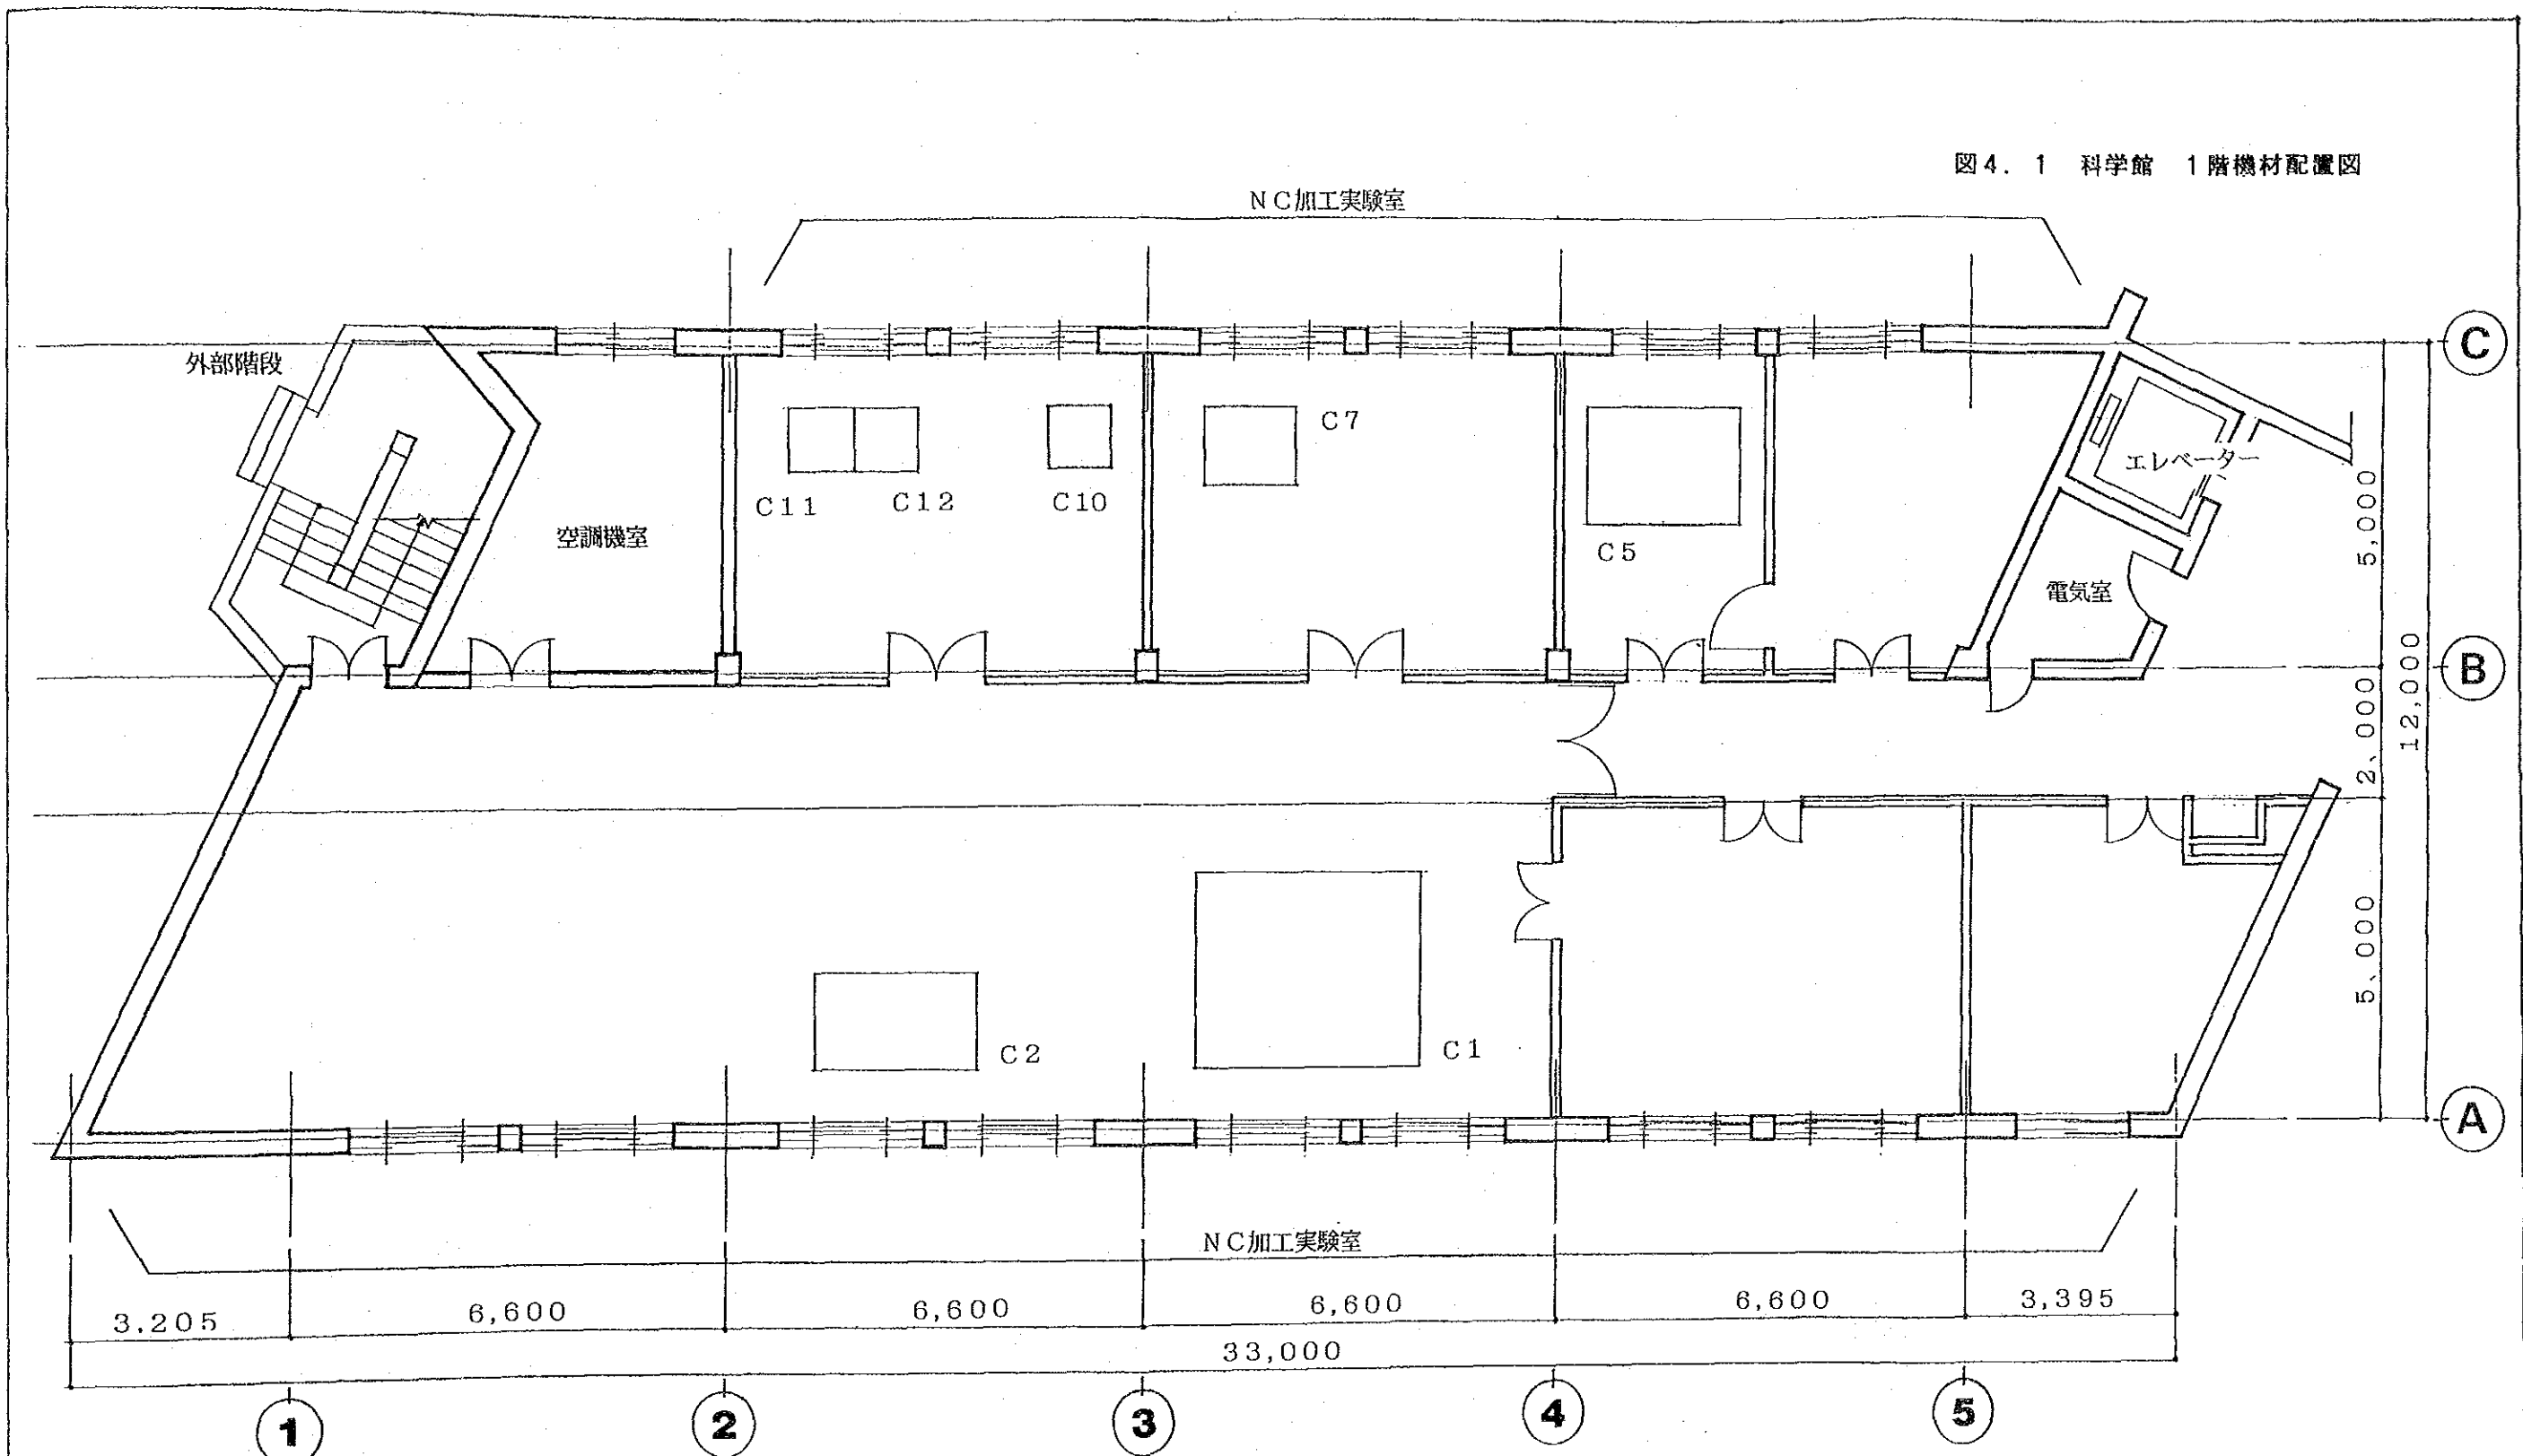 図4.1 科学館 1階機材配置図
NC加工実験室
C
外部階段
C7
エレベーター
C11
C12
C10
空調機室
C5
5,000
電気室
B
2,000
12,000
C2
C1
5,000
A
NC加工実験室
3,205
6,600
6,600
6,600
6,600
3,395
33,000
1
2
3
4
5